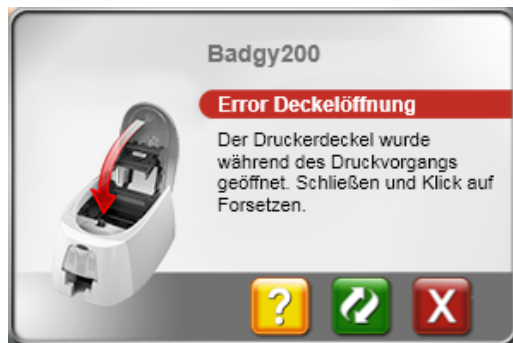 Badgy200
Error Deckelöffnung
Der Druckerdeckel wurde
während des Druckvorgangs
geöffnet. Schließen und Klick auf
Forsetzen.
?
X